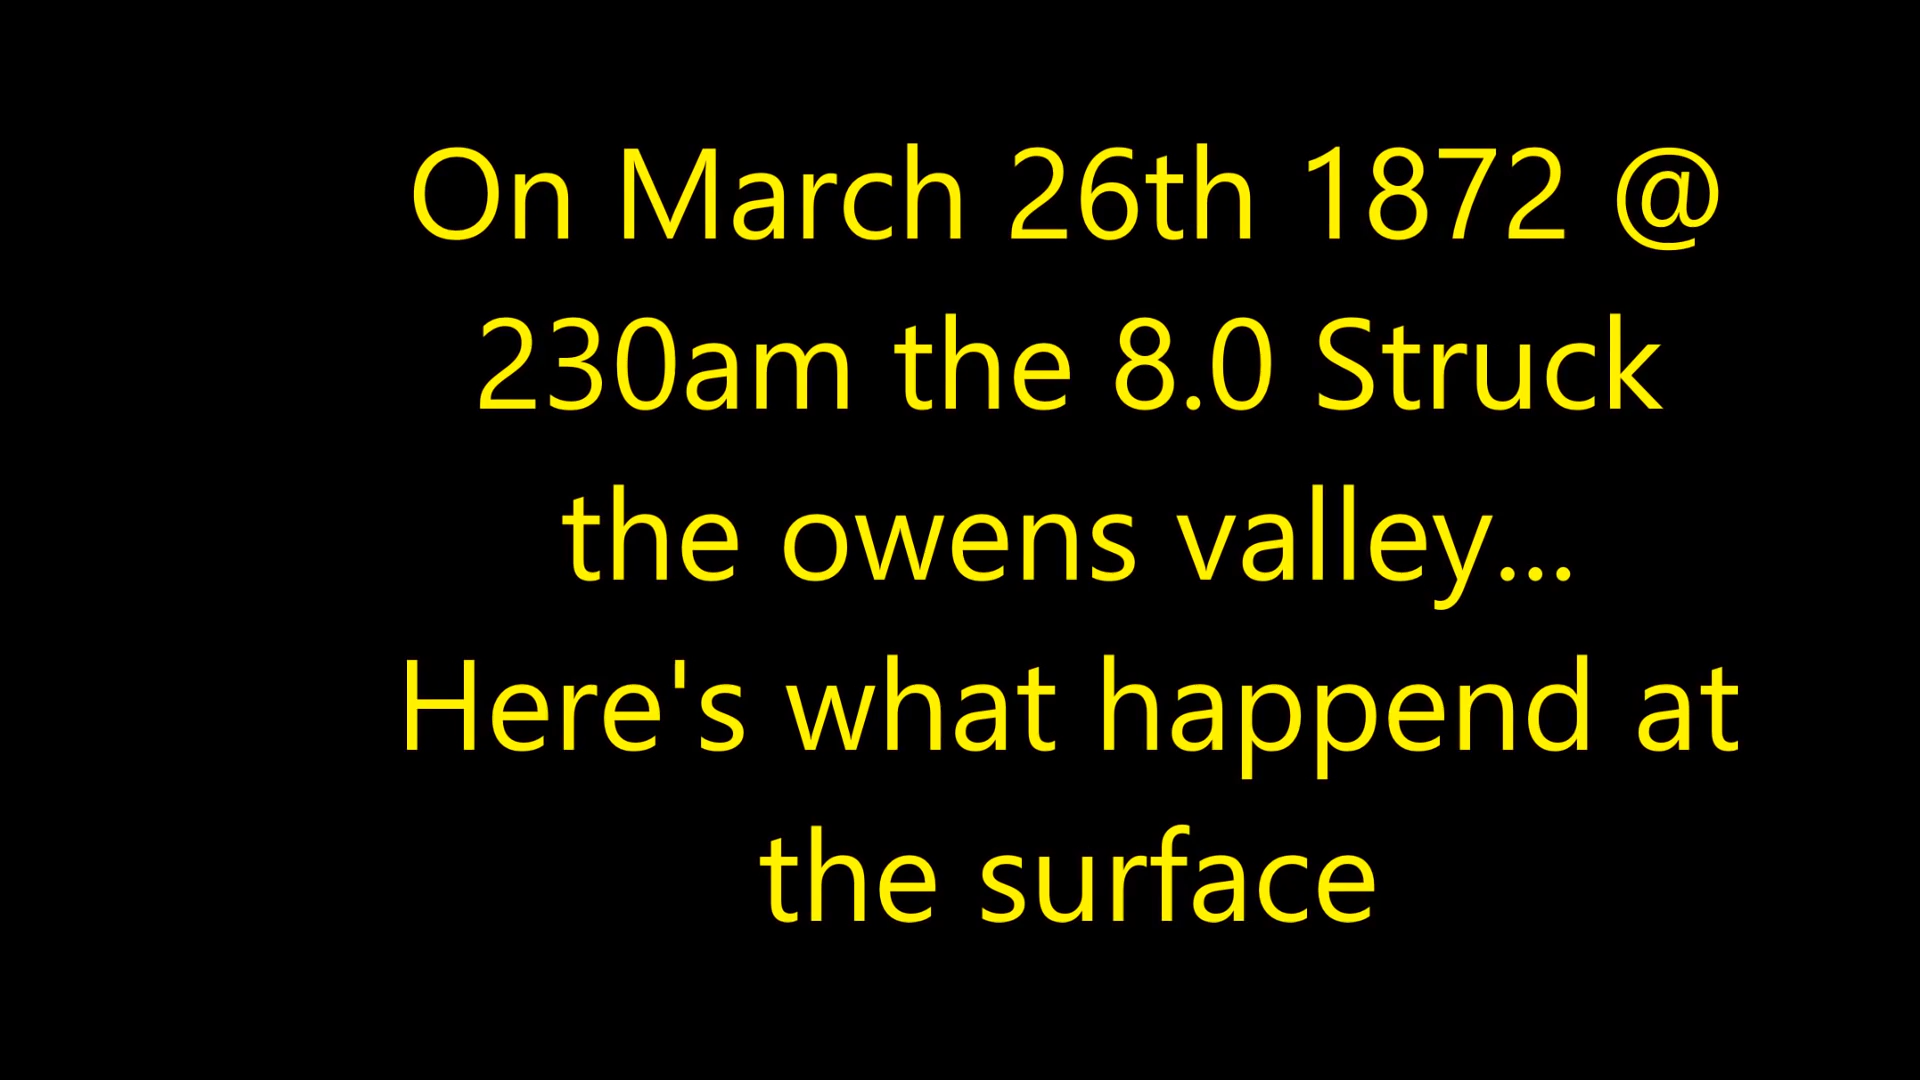 On March 26th 1872 @
230am the 8.0 Struck
the owens valley...
Here's what happend at
the surface